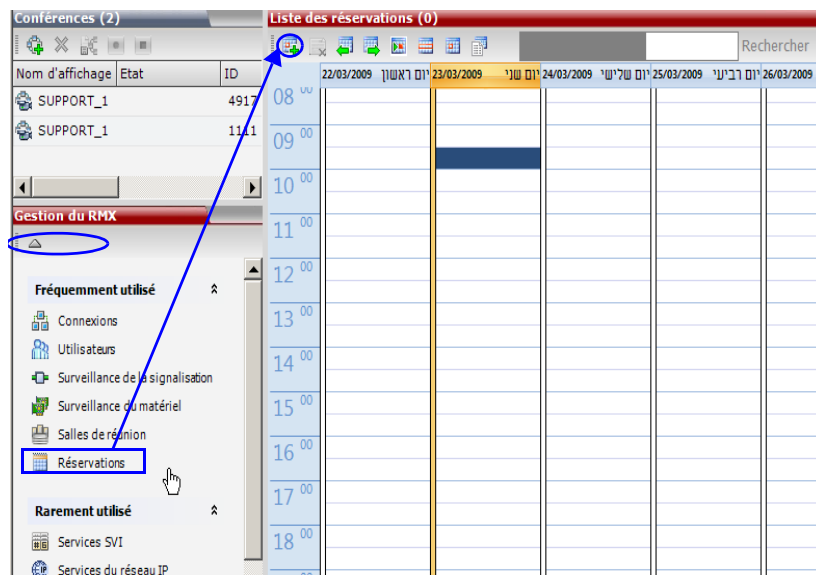 Conférences (2)
Nom d'affichage Etat ID
SUPPORT_1 4917
SUPPORT_1 1111
Gestion du RMX
Fréquemment utilisé
Connexions
Utilisateurs
Surveillance de la signalisation
Surveillance du matériel
Salles de réunion
Réservations
Rarement utilisé
Services SVI
Services du réseau IP
Liste des réservations (0)
Rechercher
22/03/2009 יום ראשון 23/03/2009 יום שני 24/03/2009 יום שלישי 25/03/2009 יום רביעי 26/03/2009
08 00
09 00
10 00
11 00
12 00
13 00
14 00
15 00
16 00
17 00
18 00